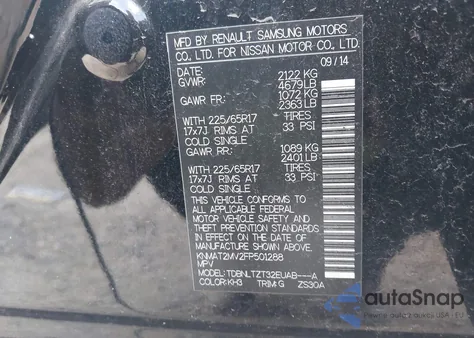 MFD BY RENAULT SAMSUNG MOTORS
CO., LTD. FOR NISSAN MOTOR CO., LTD.
DATE: 09/14
GVWR: 2122 KG
4679 LB
GAWR FR: 1072 KG
2363 LB
WITH 225/65R17 TIRES
17x7J RIMS AT 33 PSI
COLD SINGLE
GAWR RR: 1089 KG
2401 LB
WITH 225/65R17 TIRES
17x7J RIMS AT 33 PSI
COLD SINGLE
THIS VEHICLE CONFORMS TO
ALL APPLICABLE FEDERAL
MOTOR VEHICLE SAFETY AND
THEFT PREVENTION STANDARDS
IN EFFECT ON THE DATE OF
MANUFACTURE SHOWN ABOVE.
KNMAT2MV2FP501288
MPV
MODEL: TDBNLTZT32EUAB---A
COLOR: KH3 TRIM: G ZS30A
autoSnap
Autoschnäppchen U.S.A - EU